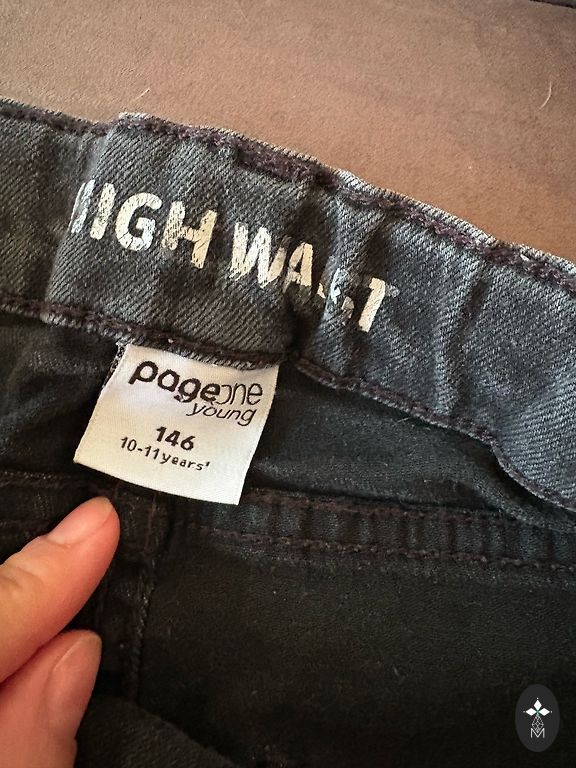 HIGH WAIST
pageone
young
146
10-11years'
M